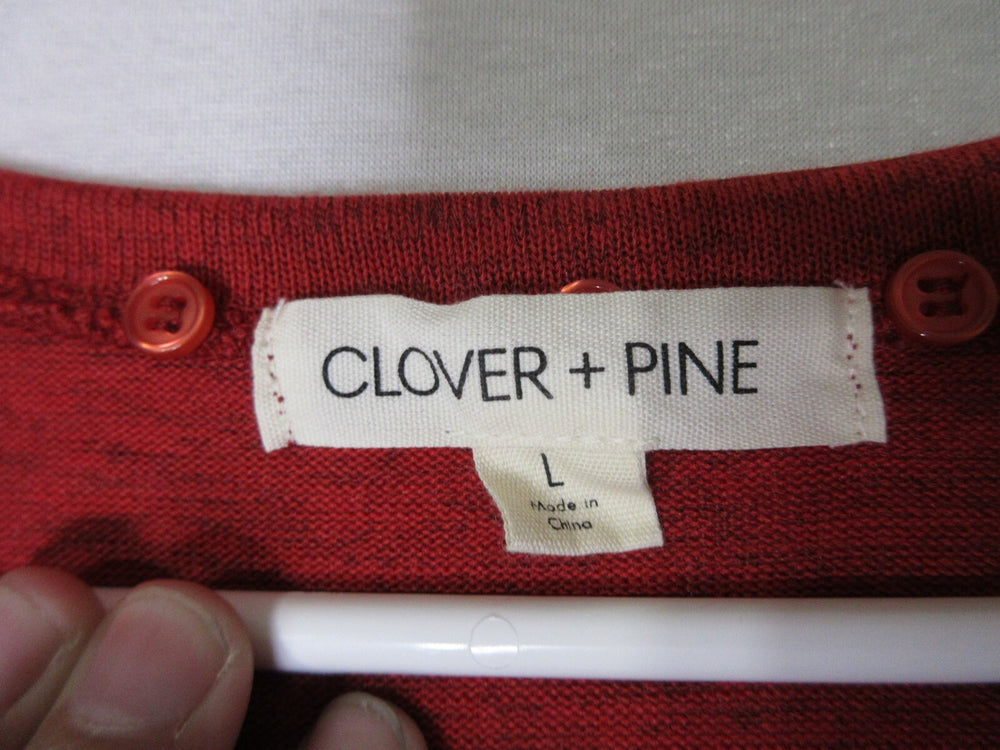 CLOVER + PINE
L
Made in
China